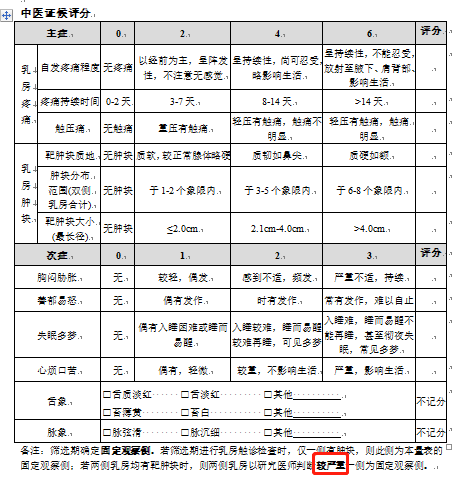 中医证候评分
主症 0 2 4 6 评分
乳房疼痛
自发疼痛程度 无疼痛 以经前为主,呈阵发性,不注意无感觉 呈持续性,尚可忍受,略影响生活 呈持续性,不能忍受,放射至腋下、肩背部、影响生活
疼痛持续时间 0-2天 3-7天 8-14天 >14天
触压痛 无触痛 重压有触痛 轻压有触痛,触痛不明显 轻压有触痛,触痛明显
乳房肿块
靶肿块质地 无肿块 质软,较正常腺体略硬 质韧如鼻尖 质硬如额
肿块分布范围(双侧乳房合计) 无肿块 于1-2个象限内 于3-5个象限内 于6-8个象限内
靶肿块大小(最长径) 无肿块 ≤2.0cm 2.1cm-4.0cm >4.0cm
次症 0 1 2 3 评分
胸闷胁胀 无 较轻,偶发 感到不适,频发 严重不适,持续
善郁易怒 无 偶有发作 时有发作 常有发作,难以自止
失眠多梦 无 偶有入睡困难或睡而易醒 入睡较难,睡而易醒较难再睡,可见多梦 入睡难,睡而易醒不能再睡,甚至彻夜失眠,常见多梦
心烦口苦 无 偶有,轻微 较重,不影响生活 严重,影响生活
舌象 □舌质淡红 □舌淡红 □其他 不记分
□苔薄黄 □苔白 □其他
脉象 □脉弦滑 □脉沉细 □其他 不记分
备注:筛选期确定固定观察侧。若筛选期进行乳房触诊检查时,仅一侧有肿块,则此侧为本量表的
固定观察侧;若两侧乳房均有靶肿块时,则两侧乳房以研究医师判断较严重一侧为固定观察侧。